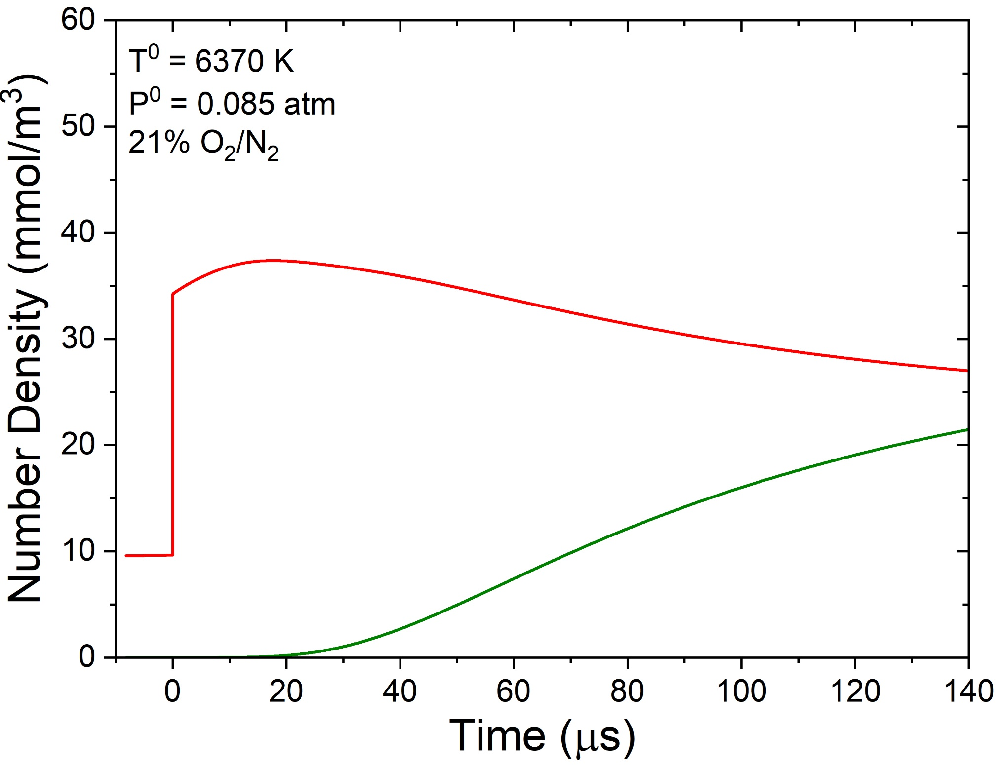 60
50
40
30
20
10
0
T⁰ = 6370 K
P⁰ = 0.085 atm
21% O₂/N₂
Number Density (mmol/m³)
0 20 40 60 80 100 120 140
Time (μs)